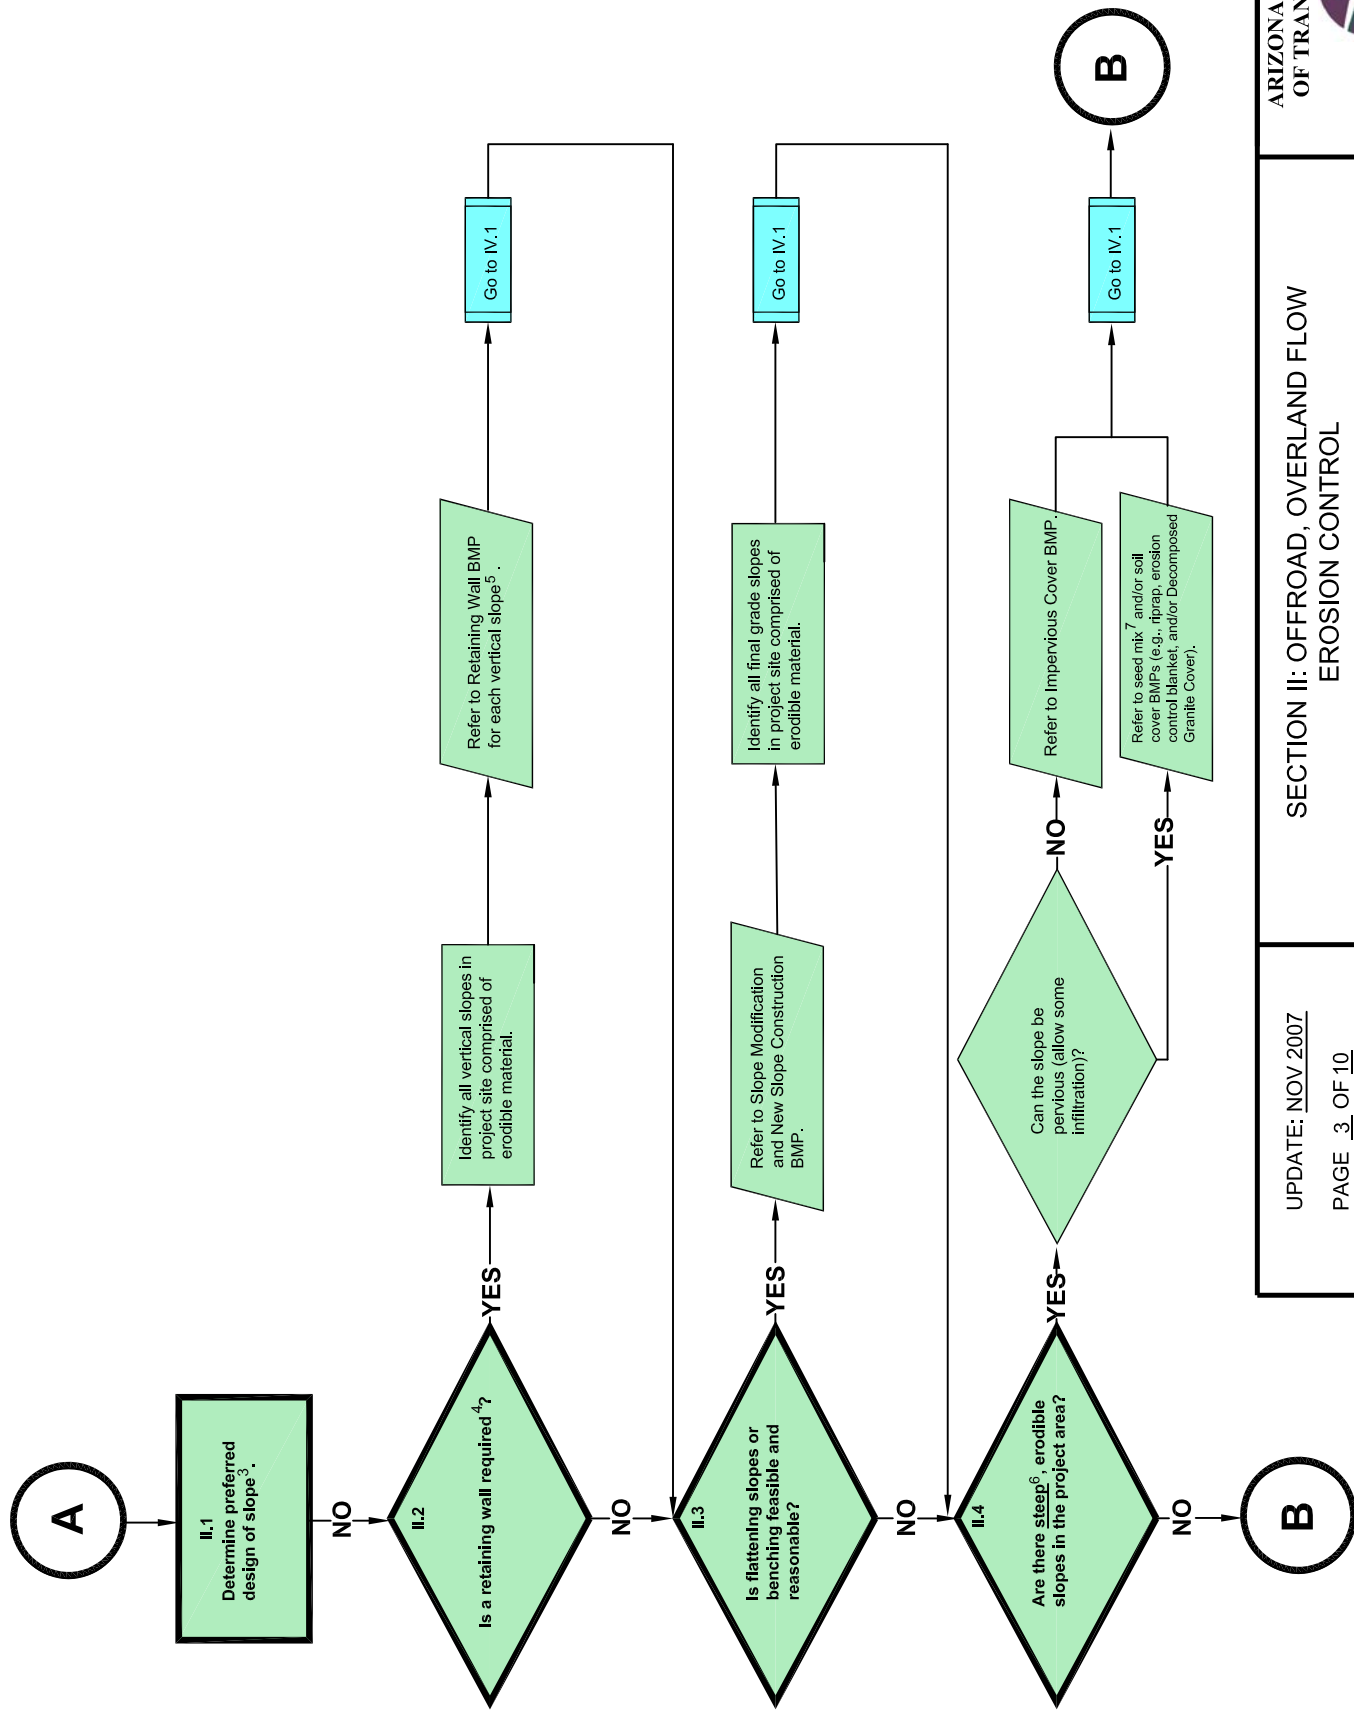 A
II.1
Determine preferred
design of slope3.
NO
II.2
Is a retaining wall required4?
YES
Identify all vertical slopes in
project site comprised of
erodible material.
Refer to Retaining Wall BMP
for each vertical slope5.
Go to IV.1
NO
II.3
Is flattening slopes or
benching feasible and
reasonable?
YES
Refer to Slope Modification
and New Slope Construction
BMP.
Identify all final grade slopes
in project site comprised of
erodible material.
Go to IV.1
NO
II.4
Are there steep6, erodible
slopes in the project area?
YES
Can the slope be
pervious (allow some
infiltration)?
NO
Refer to Impervious Cover BMP.
YES
Refer to seed mix7 and/or soil
cover BMPs (e.g., riprap, erosion
control blanket, and/or Decomposed
Granite Cover).
Go to IV.1
B
NO
B
UPDATE: NOV 2007
PAGE 3 OF 10
SECTION II: OFFROAD, OVERLAND FLOW
EROSION CONTROL
ARIZONA
OF TRAN